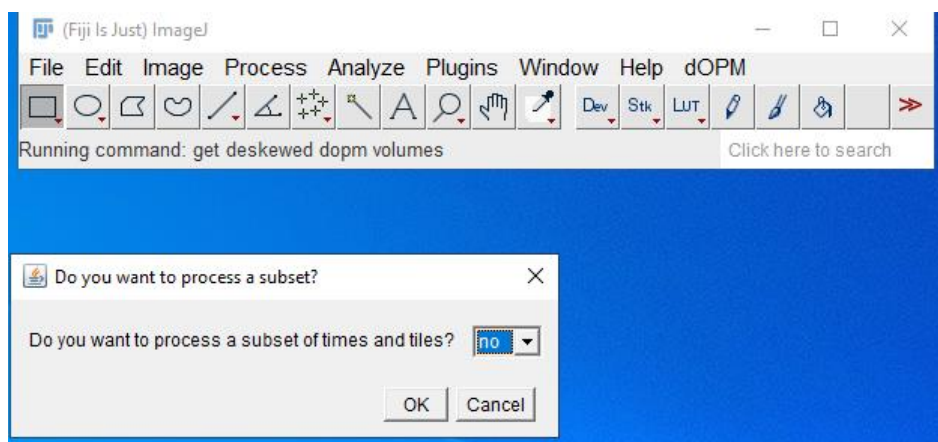 (Fiji Is Just) ImageJ
File Edit Image Process Analyze Plugins Window Help dOPM
A Dev Stk LUT >>
Running command: get deskewed dopm volumes Click here to search
Do you want to process a subset?
Do you want to process a subset of times and tiles? no
OK Cancel